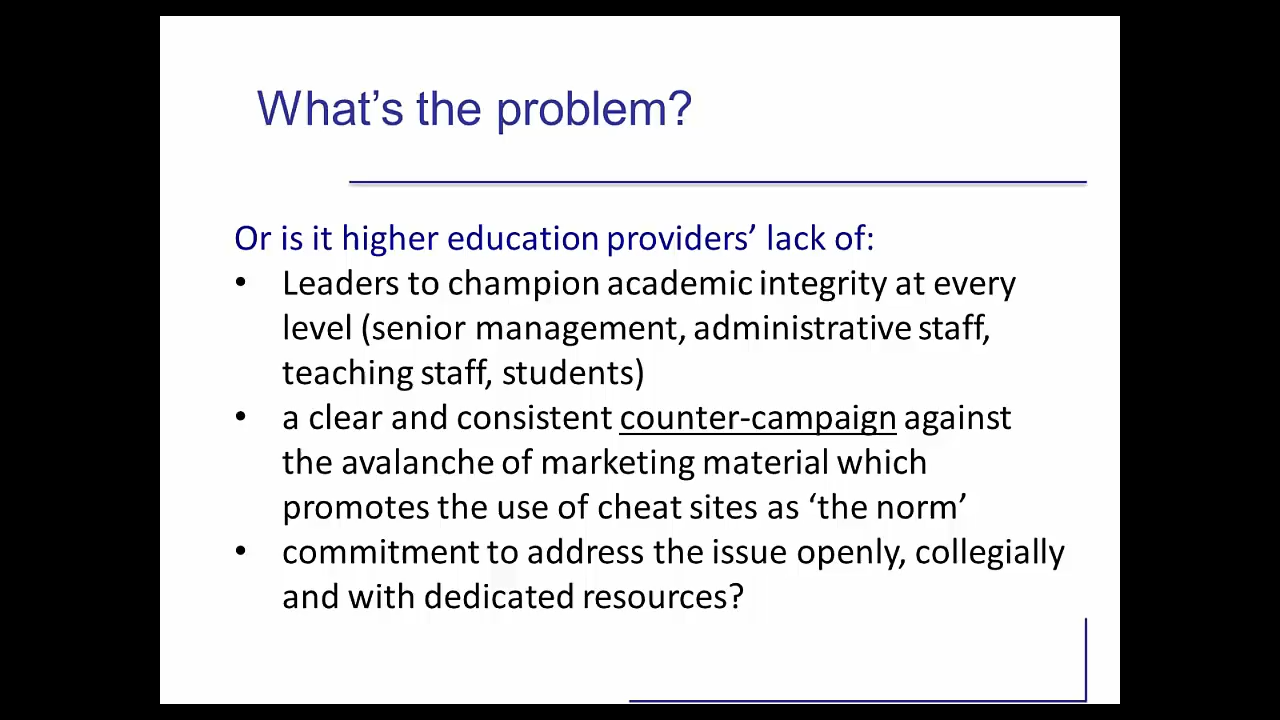 What’s the problem?
Or is it higher education providers’ lack of:
• Leaders to champion academic integrity at every
level (senior management, administrative staff,
teaching staff, students)
• a clear and consistent counter-campaign against
the avalanche of marketing material which
promotes the use of cheat sites as ‘the norm’
• commitment to address the issue openly, collegially
and with dedicated resources?